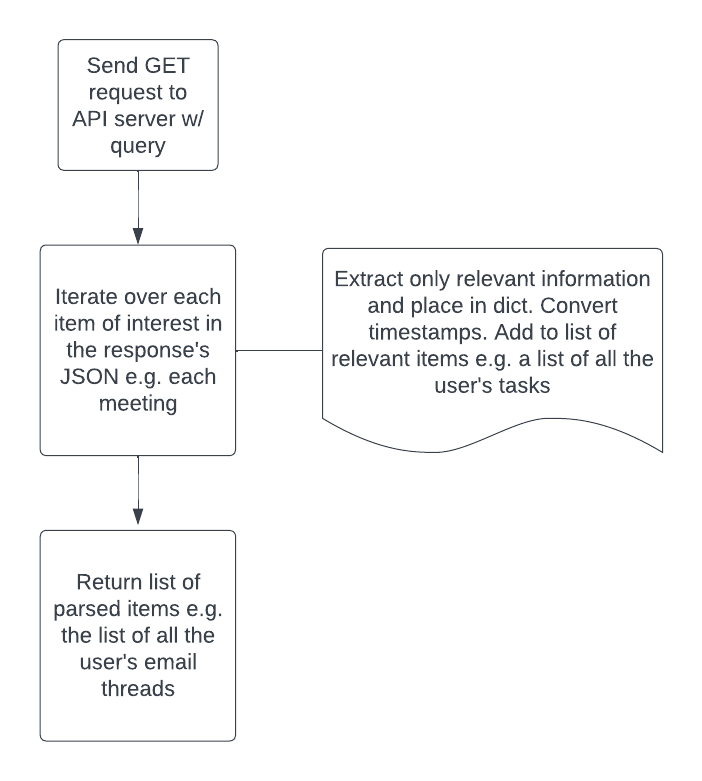 Send GET
request to
API server w/
query
Iterate over each
item of interest in
the response's
JSON e.g. each
meeting
Extract only relevant information
and place in dict. Convert
timestamps. Add to list of
relevant items e.g. a list of all the
user's tasks
Return list of
parsed items e.g.
the list of all the
user's email
threads